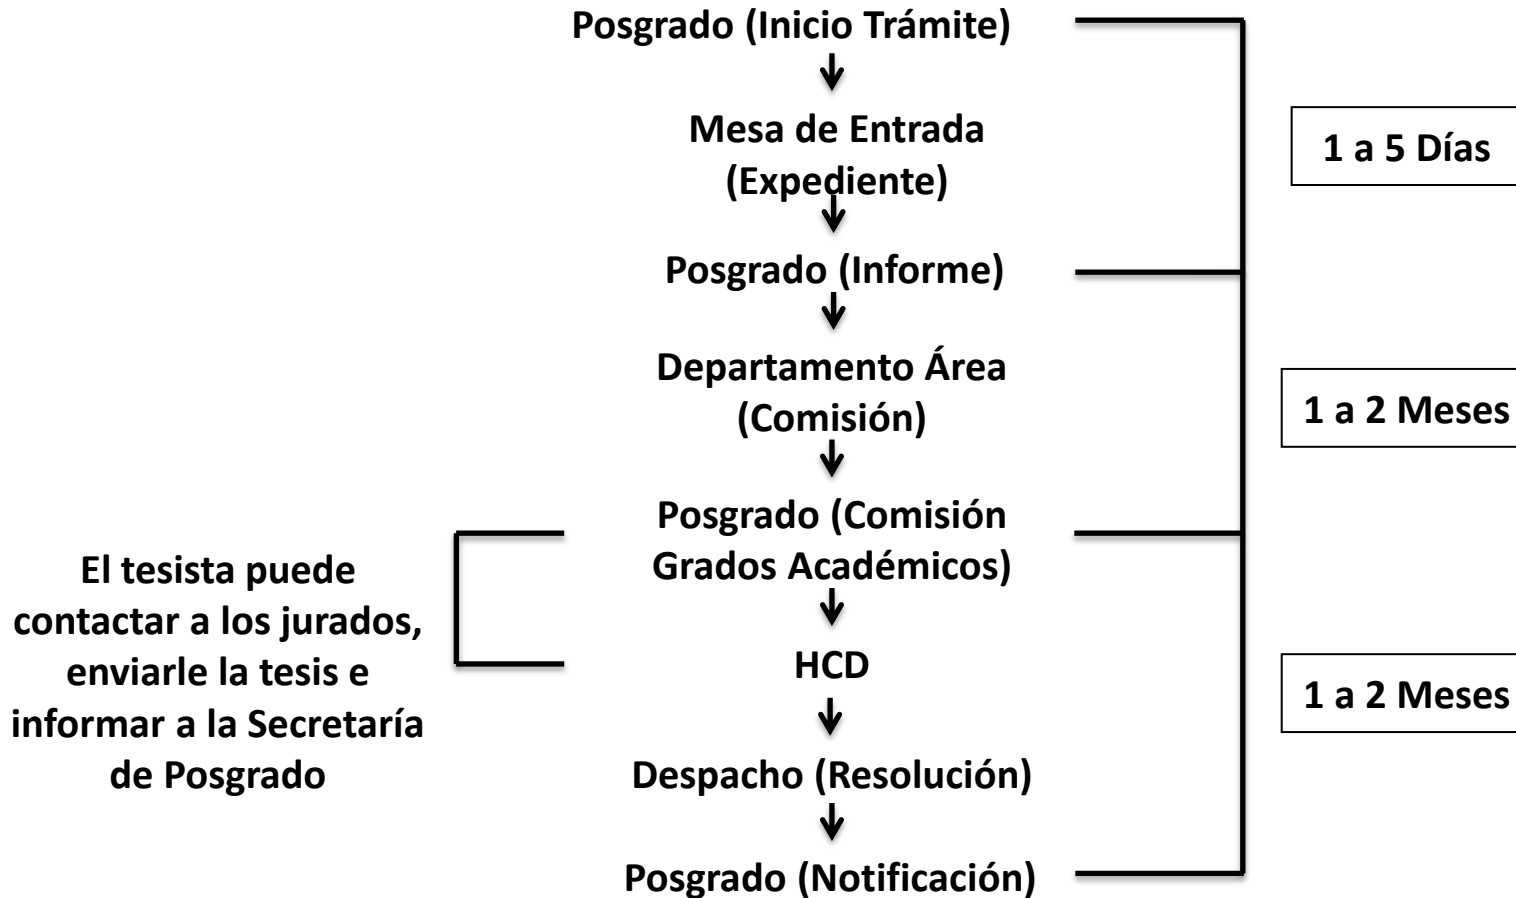 Posgrado (Inicio Trámite)
Mesa de Entrada
(Expediente)
1 a 5 Días
Posgrado (Informe)
Departamento Área
(Comisión)
1 a 2 Meses
Posgrado (Comisión
Grados Académicos)
El tesista puede
contactar a los jurados,
enviarle la tesis e
informar a la Secretaría
de Posgrado
HCD
1 a 2 Meses
Despacho (Resolución)
Posgrado (Notificación)